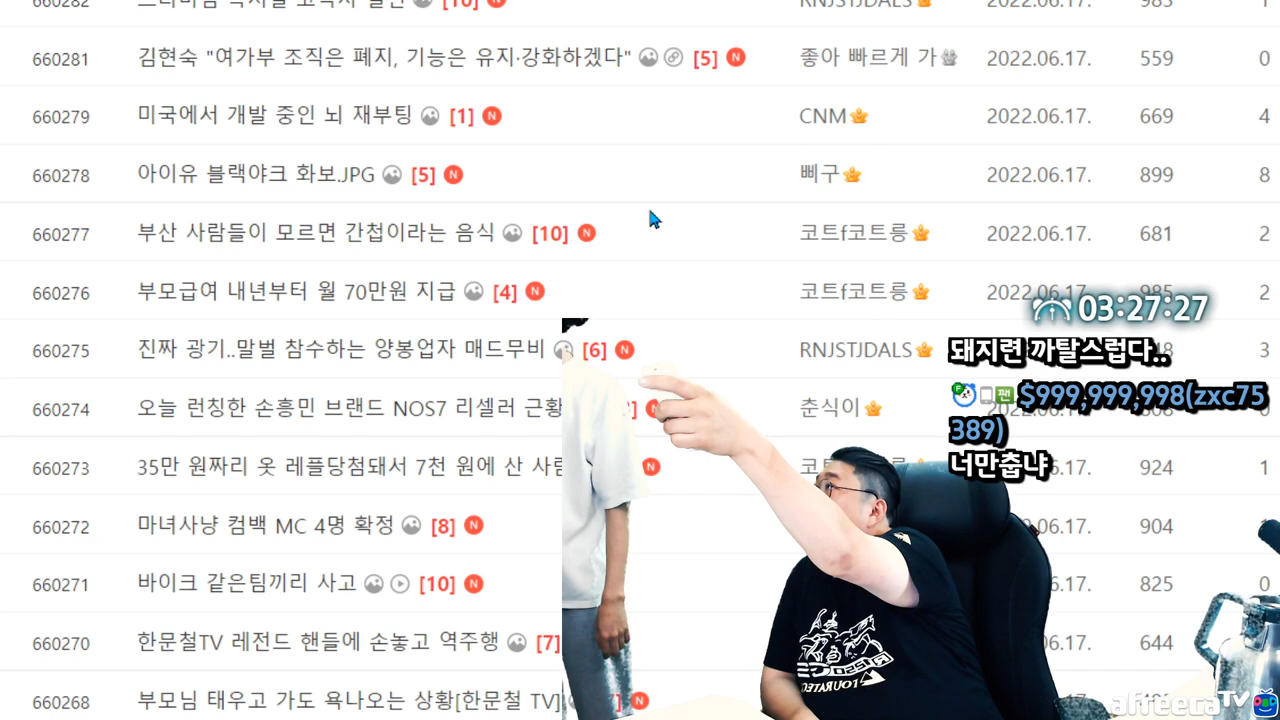 660282
660281 김현숙 "여가부 조직은 폐지, 기능은 유지·강화하겠다" [5] N 좋아 빠르게 가 2022.06.17. 559 0
660279 미국에서 개발 중인 뇌 재부팅 [1] N CNM 2022.06.17. 669 4
660278 아이유 블랙야크 화보.JPG [5] N 삐구 2022.06.17. 899 8
660277 부산 사람들이 모르면 간첩이라는 음식 [10] N 코트f코트릉 2022.06.17. 681 2
660276 부모급여 내년부터 월 70만원 지급 [4] N 코트f코트릉 2022.06.17. 985 2
03:27:27
660275 진짜 광기..말벌 참수하는 양봉업자 매드무비 [6] N RNJSTJDALS 3
돼지련 까탈스럽다..
660274 오늘 런칭한 손흥민 브랜드 NOS7 리셀러 근황 N 춘식이
$999,999,998(zxc75
389)
너만춥냐
660273 35만 원짜리 옷 레플당첨돼서 7천 원에 산 N 6.17. 924 1
660272 마녀사냥 컴백 MC 4명 확정 [8] N 06.17. 904
660271 바이크 같은팀끼리 사고 [10] N 6.17. 825 0
660270 한문철TV 레전드 핸들에 손놓고 역주행 [7] 06.17. 644
660268 부모님 태우고 가도 욕나오는 상황[한문철 TV] N
TOURATECH
afreecaTV